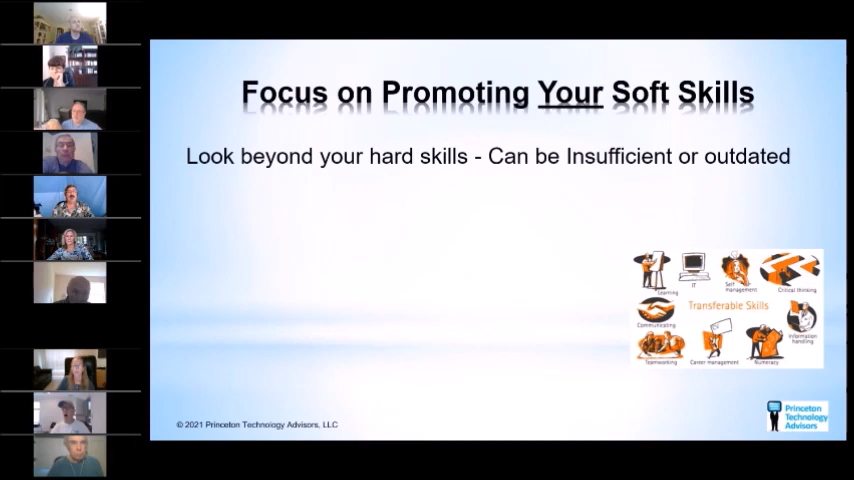 Focus on Promoting Your Soft Skills
Look beyond your hard skills - Can be Insufficient or outdated
Learning
IT
Self management
Critical thinking
Transferable Skills
Communicating
Information handling
Teamworking
Career management
Numeracy
© 2021 Princeton Technology Advisors, LLC
Princeton
Technology
Advisors